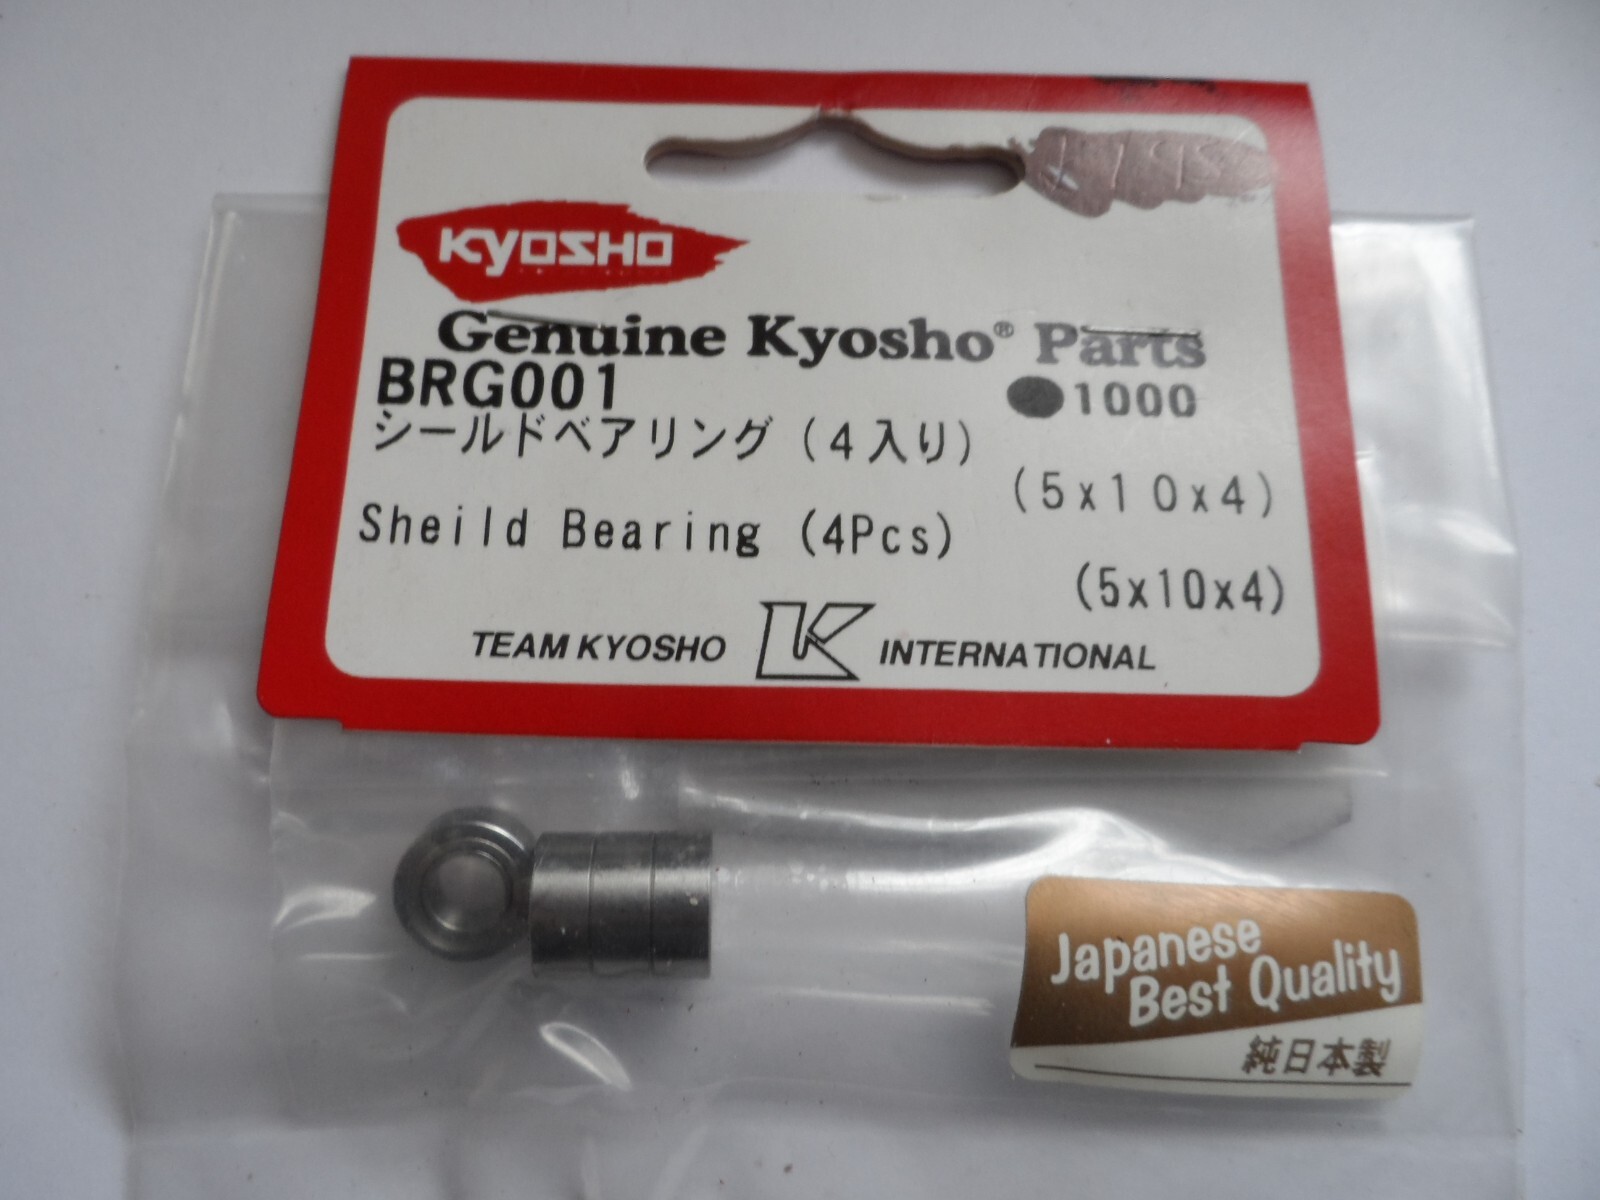 KYOSHO
Genuine Kyosho® Parts
BRG001 ●1000
シールドベアリング(4入り)
(5x10x4)
Sheild Bearing (4Pcs)
(5x10x4)
TEAM KYOSHO K INTERNATIONAL
Japanese
Best Quality
純日本製